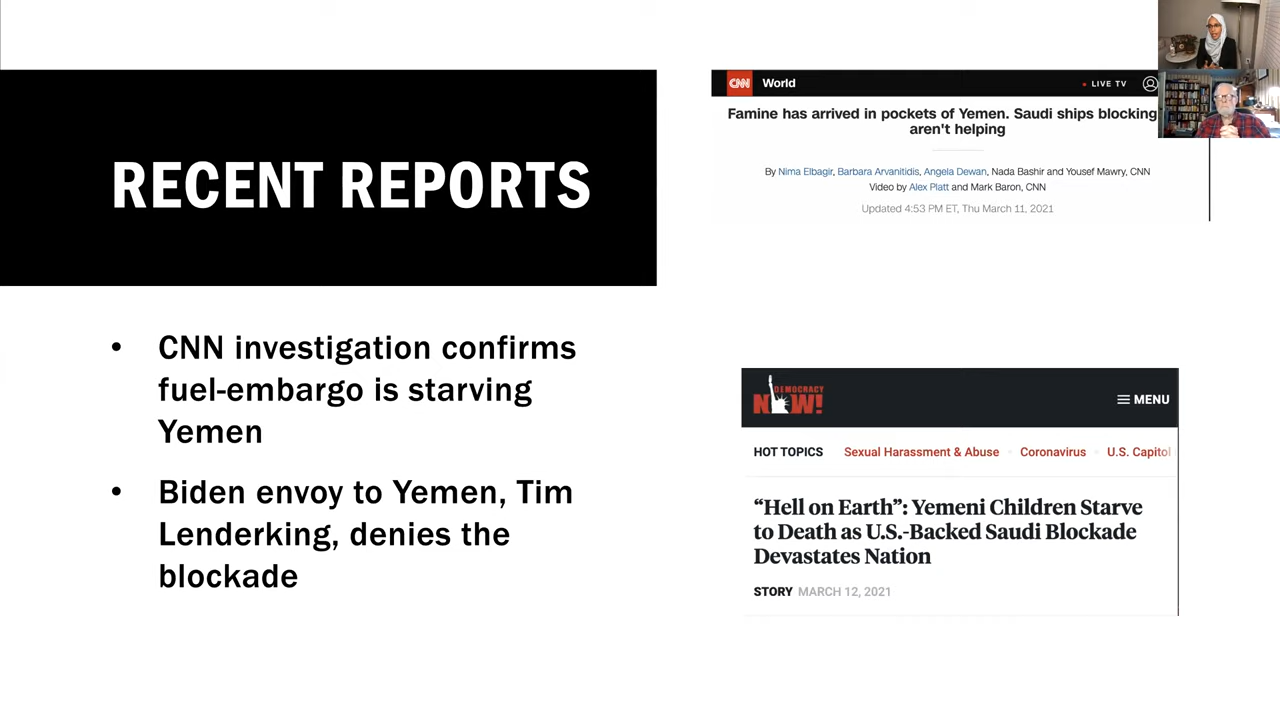 RECENT REPORTS
• CNN investigation confirms
fuel-embargo is starving
Yemen
• Biden envoy to Yemen, Tim
Lenderking, denies the
blockade
CNN World
LIVE TV
Famine has arrived in pockets of Yemen. Saudi ships blocking
aren't helping
By Nima Elbagir, Barbara Arvanitidis, Angela Dewan, Nada Bashir and Yousef Mawry, CNN
Video by Alex Platt and Mark Baron, CNN
Updated 4:53 PM ET, Thu March 11, 2021
DEMOCRACY
NOW!
MENU
HOT TOPICS Sexual Harassment & Abuse Coronavirus U.S. Capitol
“Hell on Earth”: Yemeni Children Starve
to Death as U.S.-Backed Saudi Blockade
Devastates Nation
STORY MARCH 12, 2021